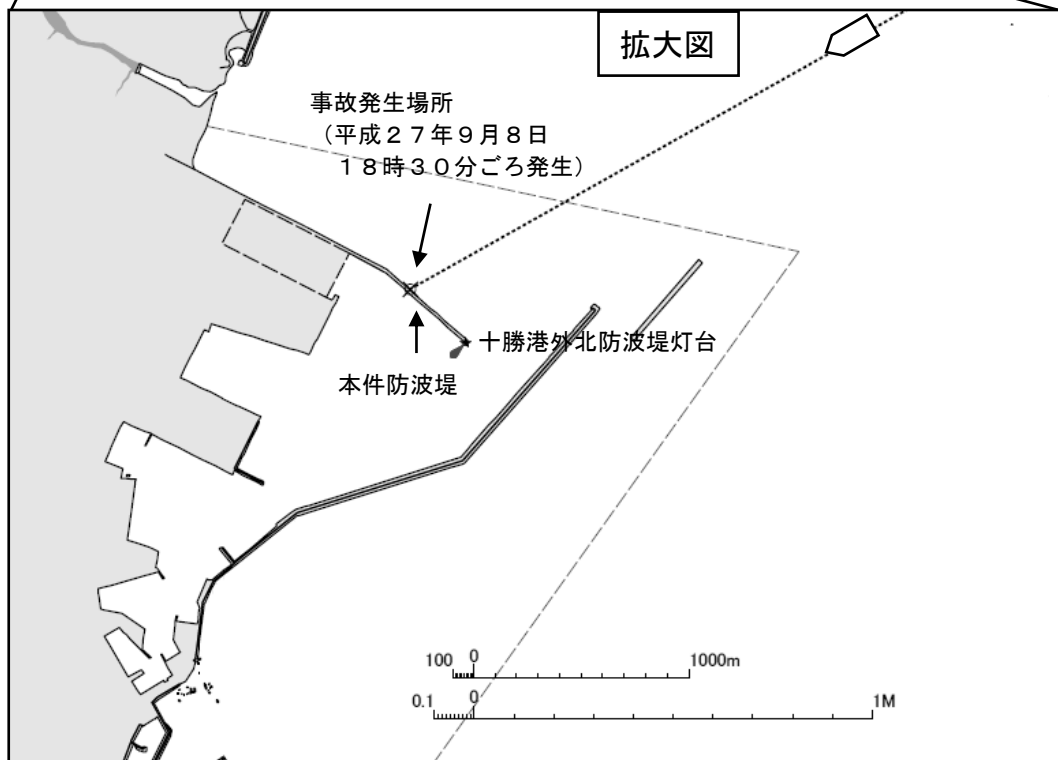 拡大図
事故発生場所
（平成２７年９月８日
１８時３０分ごろ発生）
十勝港外北防波堤灯台
本件防波堤
100 0 1000m
0.1 0 1M